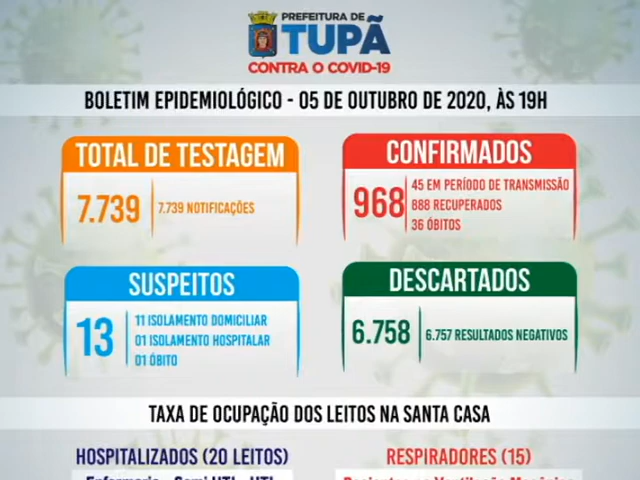 PREFEITURA DE
TUPÃ
CONTRA O COVID-19
BOLETIM EPIDEMIOLÓGICO - 05 DE OUTUBRO DE 2020, ÀS 19H
TOTAL DE TESTAGEM
7.739
7.739 NOTIFICAÇÕES
CONFIRMADOS
968
45 EM PERÍODO DE TRANSMISSÃO
888 RECUPERADOS
36 ÓBITOS
SUSPEITOS
13
11 ISOLAMENTO DOMICILIAR
01 ISOLAMENTO HOSPITALAR
01 ÓBITO
DESCARTADOS
6.758
6.757 RESULTADOS NEGATIVOS
TAXA DE OCUPAÇÃO DOS LEITOS NA SANTA CASA
HOSPITALIZADOS (20 LEITOS)
RESPIRADORES (15)